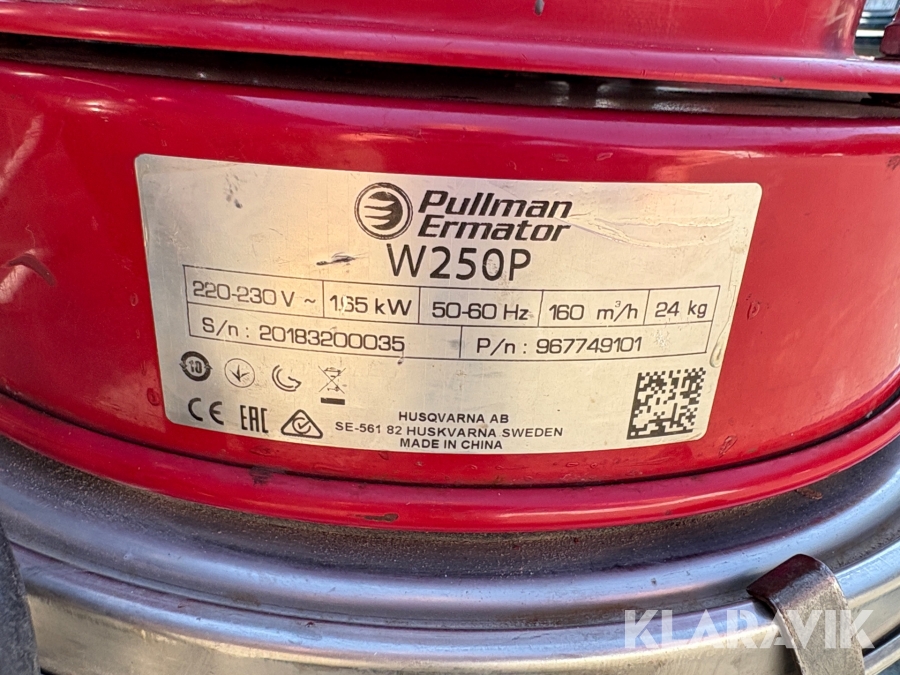 Pullman
Ermator
W250P
220-230 V ~ 1.65 kW 50-60 Hz 160 m³/h 24 kg
S/n : 20183200035 P/n : 967749101
10
CE EAC
HUSQVARNA AB
SE-561 82 HUSKVARNA SWEDEN
MADE IN CHINA
KLARAVIK